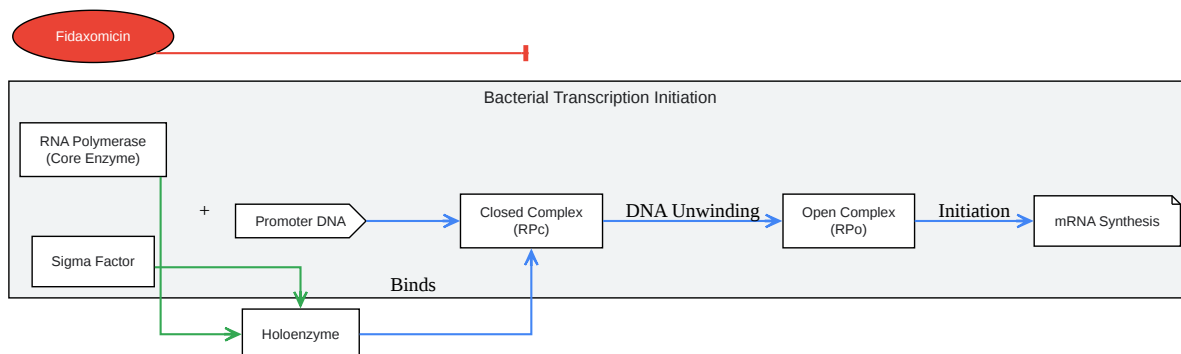 Fidaxomicin
Bacterial Transcription Initiation
RNA Polymerase
(Core Enzyme)
+
Promoter DNA
Closed Complex
(RPc)
DNA Unwinding
Open Complex
(RPo)
Initiation
mRNA Synthesis
Sigma Factor
Binds
Holoenzyme